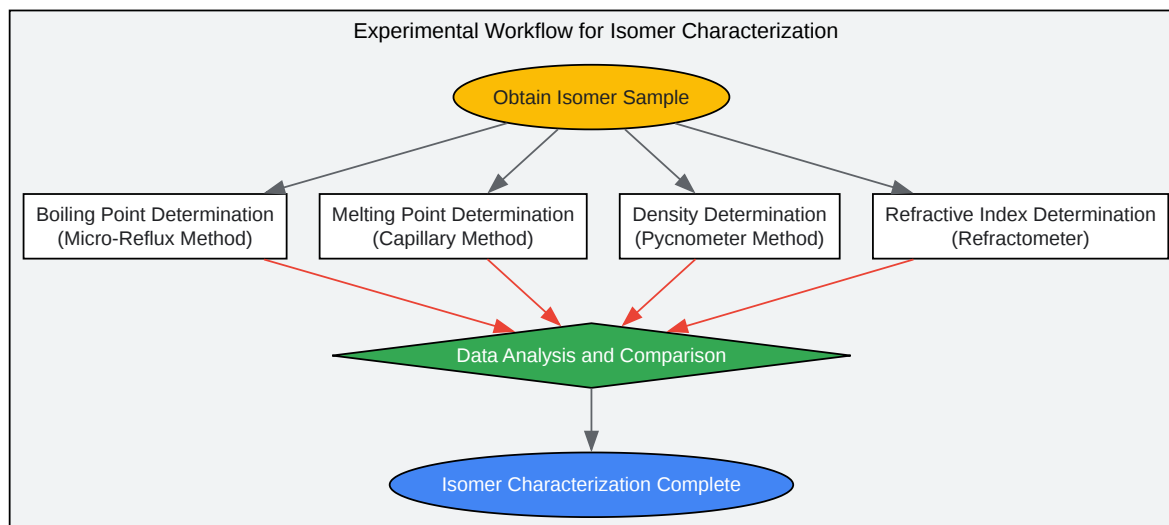 Experimental Workflow for Isomer Characterization
Obtain Isomer Sample
Boiling Point Determination
(Micro-Reflux Method)
Melting Point Determination
(Capillary Method)
Density Determination
(Pycnometer Method)
Refractive Index Determination
(Refractometer)
Data Analysis and Comparison
Isomer Characterization Complete